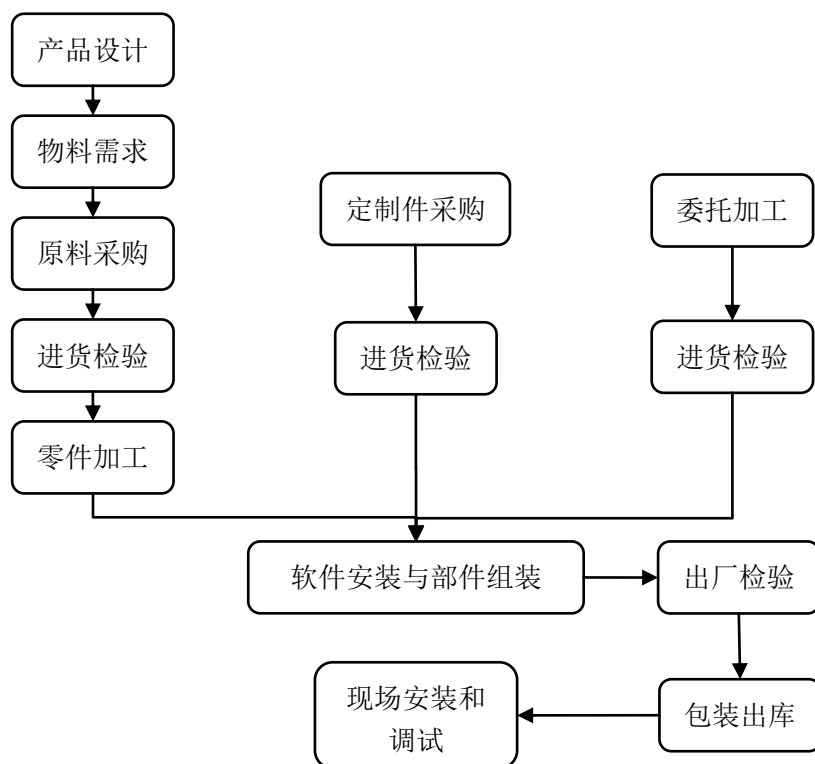 产品设计
物料需求
定制件采购
委托加工
原料采购
进货检验
进货检验
进货检验
零件加工
软件安装与部件组装
出厂检验
现场安装和
调试
包装出库